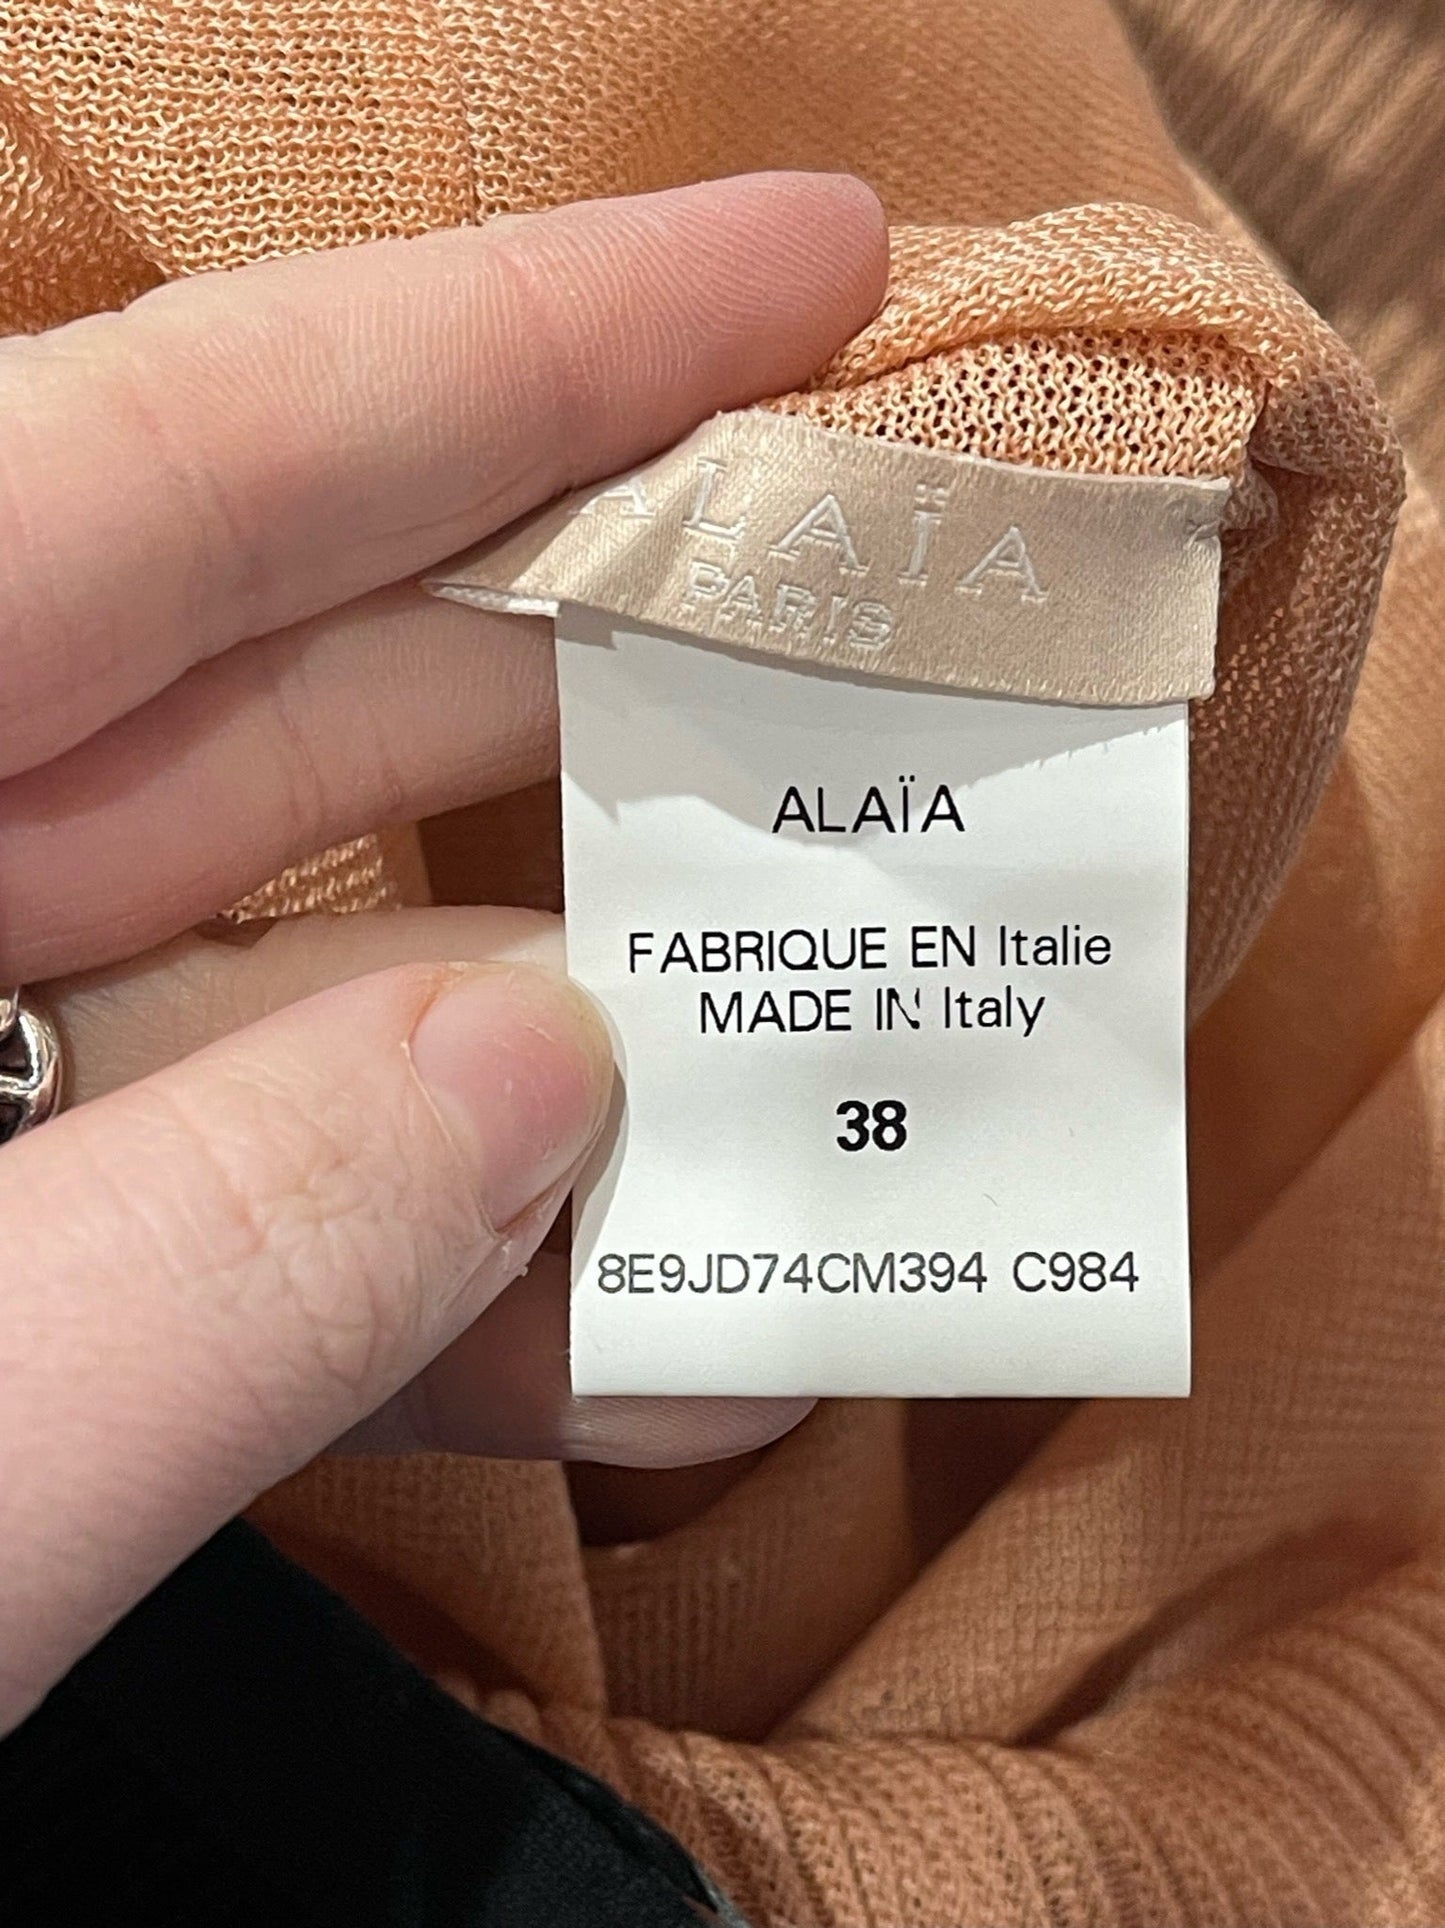 ALAÏA
PARIS
ALAÏA
FABRIQUE EN Italie
MADE IN Italy
38
8E9JD74CM394 C984